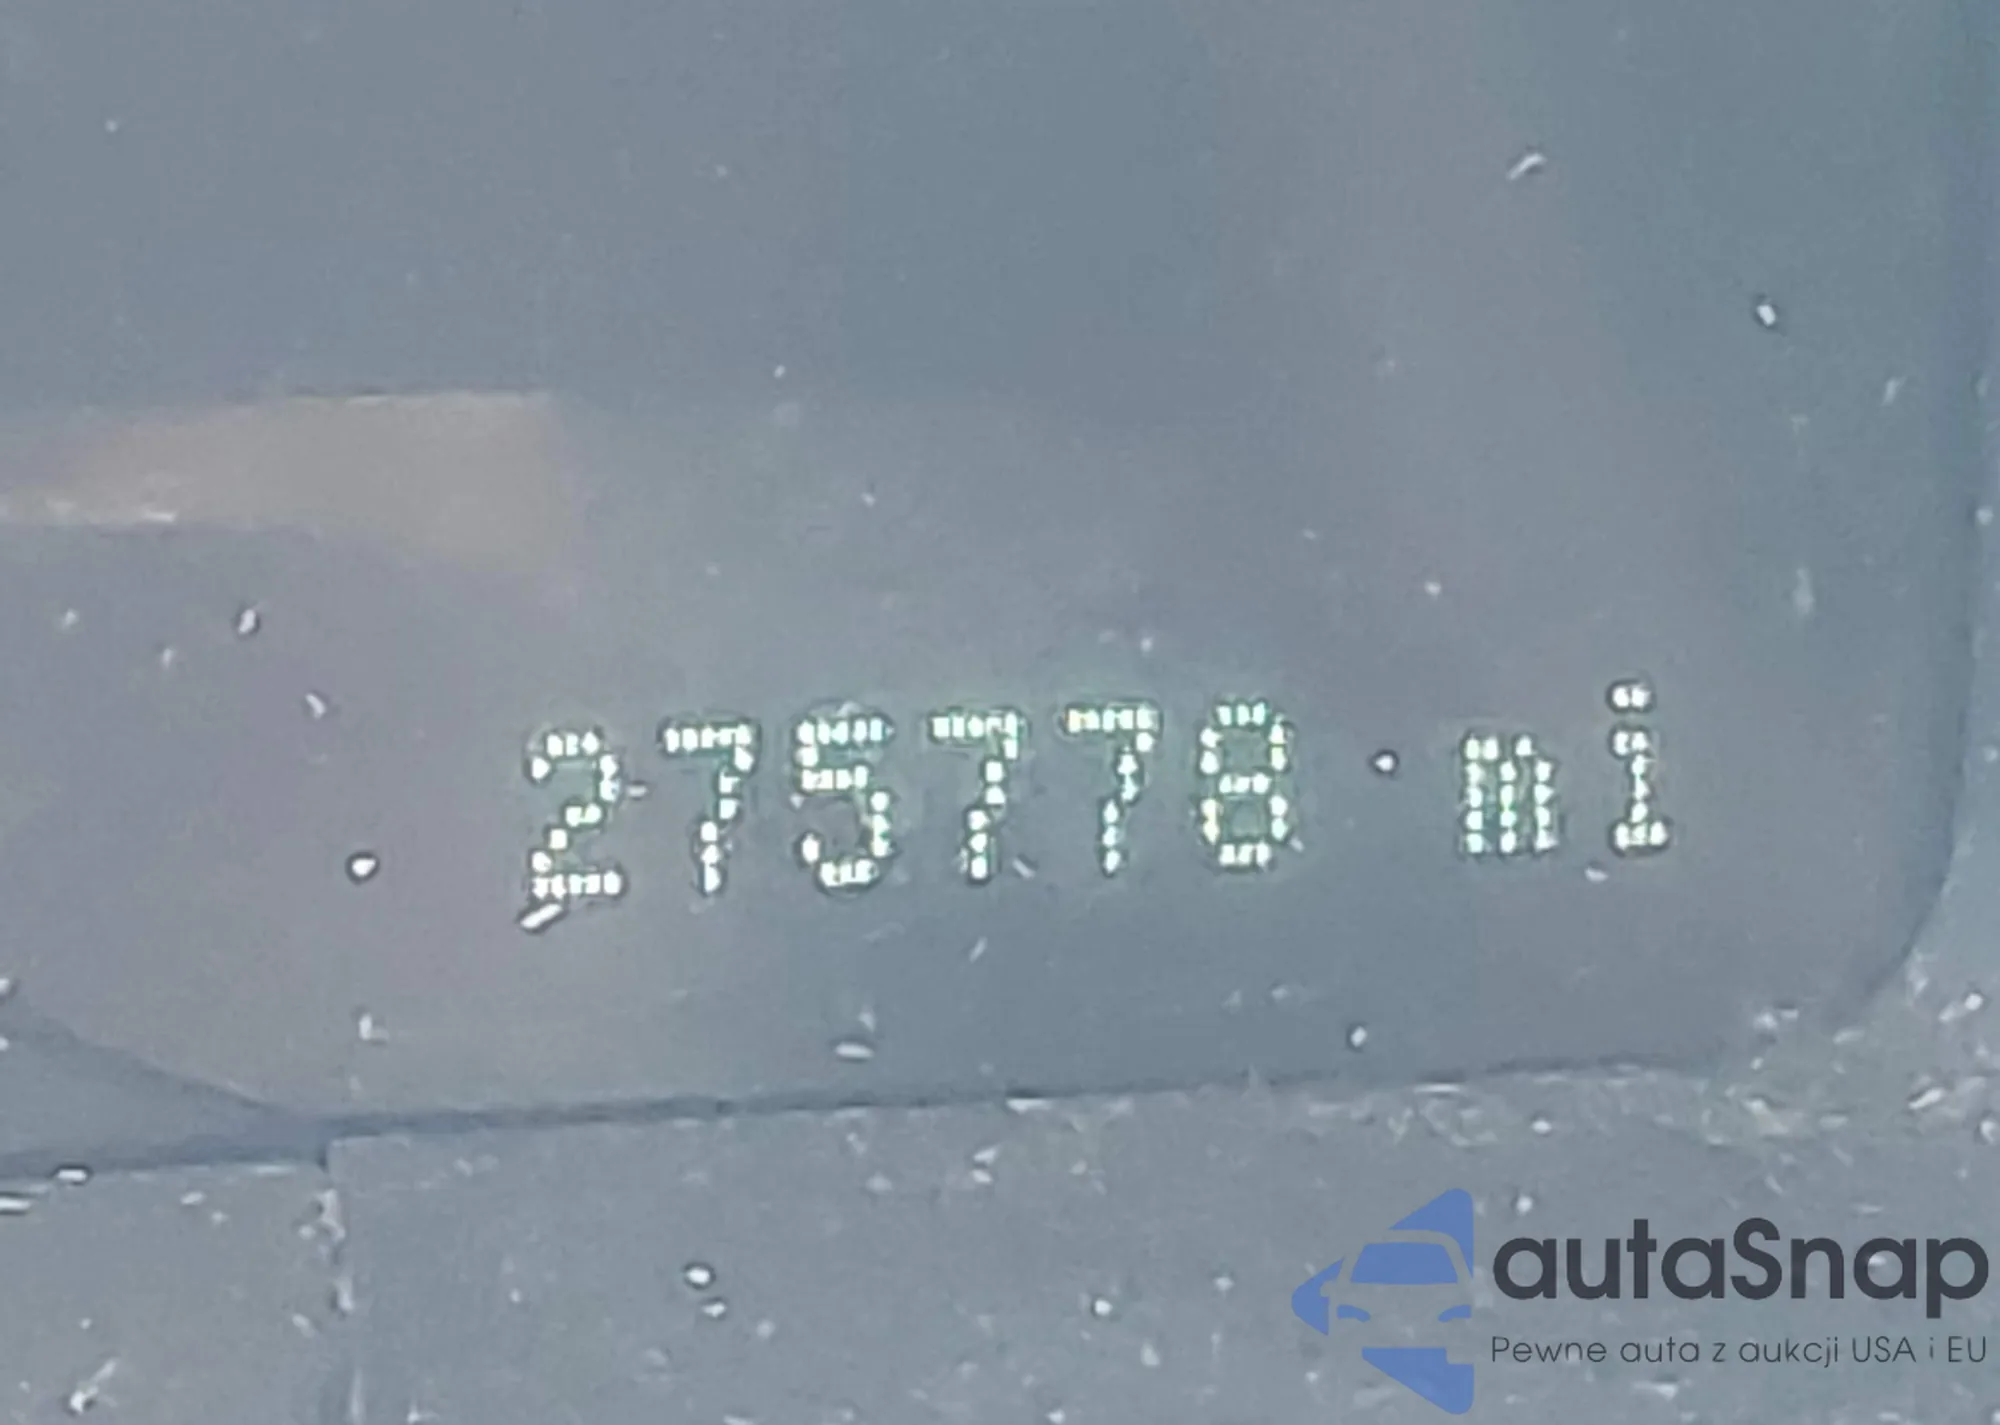 275778 mi
autaSnap
Pewne auta z aukcji USA i EU